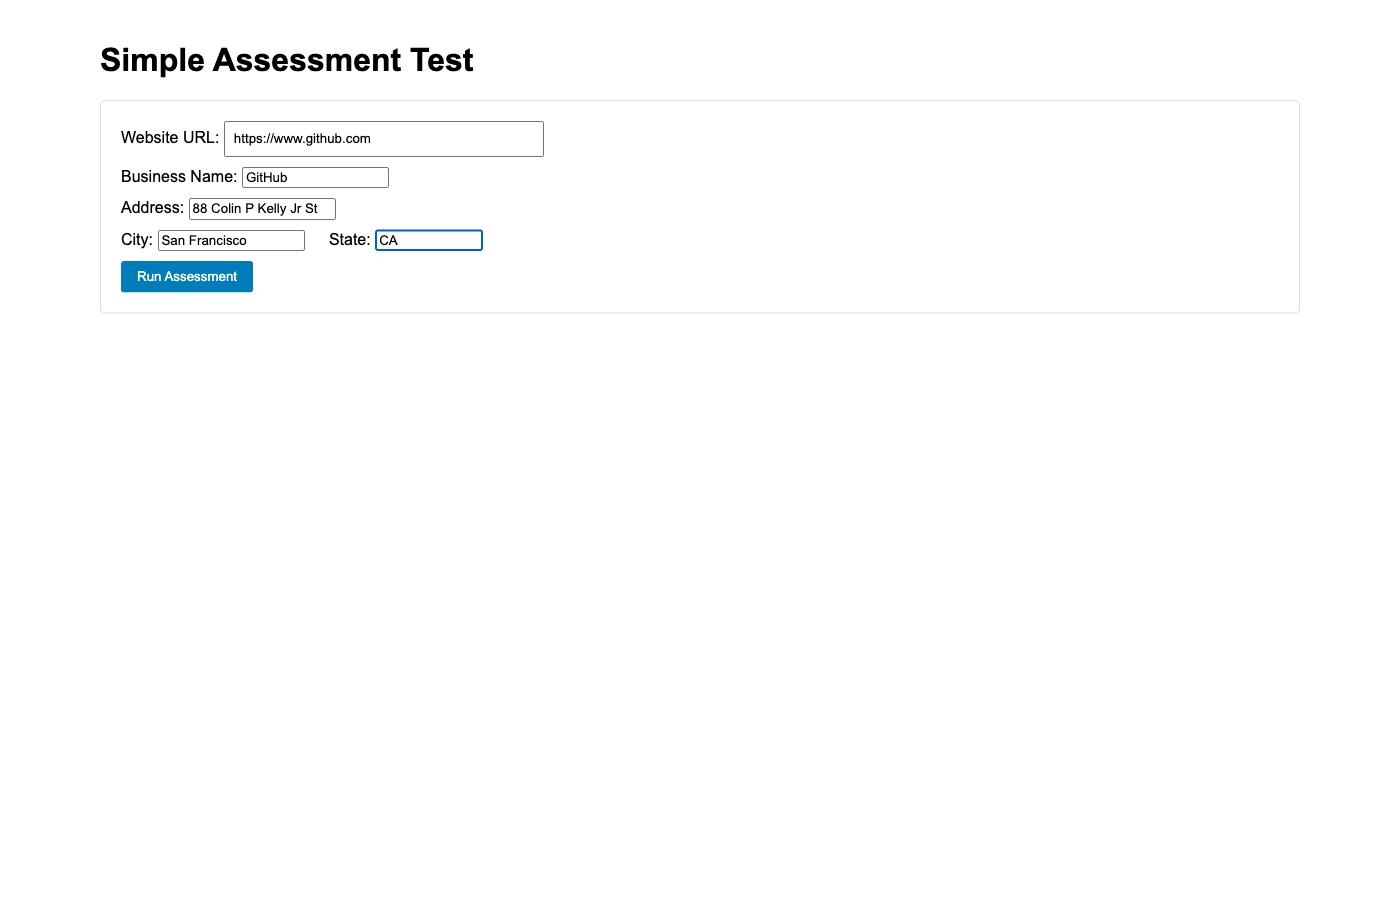 Simple Assessment Test
Website URL: https://www.github.com
Business Name: GitHub
Address: 88 Colin P Kelly Jr St
City: San Francisco State: CA
Run Assessment